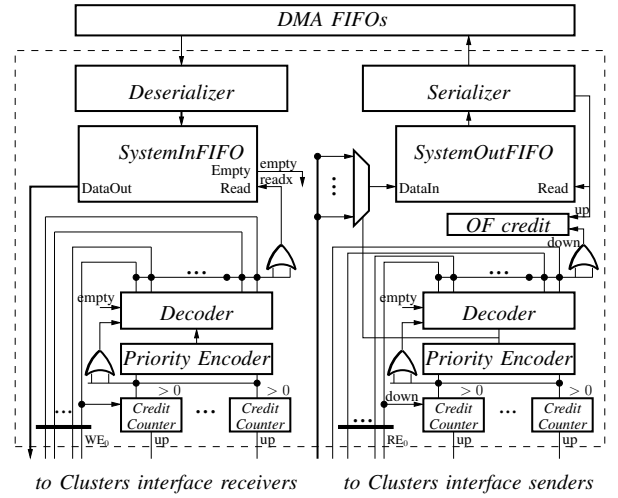 DMA FIFOs
Deserializer
Serializer
SystemInFIFO
Empty
DataOut
Read
empty
readx
SystemOutFIFO
DataIn
Read
up
OF credit
down
empty
Decoder
empty
Decoder
Priority Encoder
Priority Encoder
> 0
> 0
> 0
> 0
Credit
Counter
...
Credit
Counter
down
Credit
Counter
...
Credit
Counter
...
WE0
up
up
...
RE0
up
up
to Clusters interface receivers
to Clusters interface senders